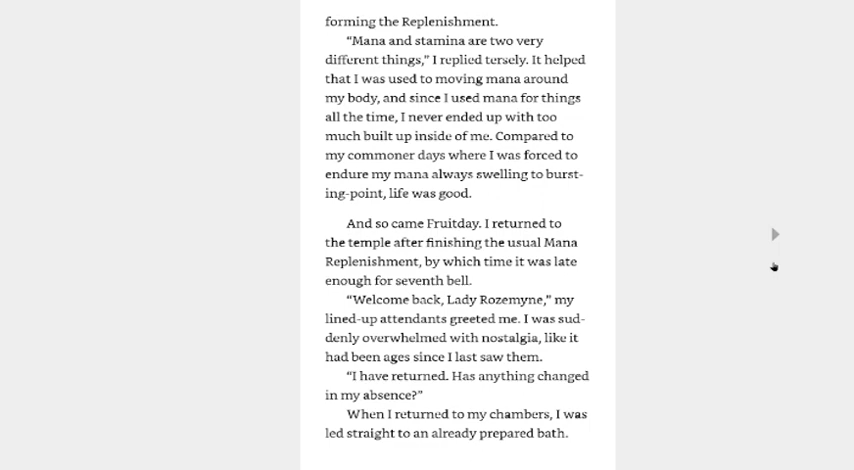 forming the Replenishment.
“Mana and stamina are two very
different things,” I replied tersely. It helped
that I was used to moving mana around
my body, and since I used mana for things
all the time, I never ended up with too
much built up inside of me. Compared to
my commoner days where I was forced to
endure my mana always swelling to burst-
ing-point, life was good.
And so came Fruitday. I returned to
the temple after finishing the usual Mana
Replenishment, by which time it was late
enough for seventh bell.
“Welcome back, Lady Rozemyne,” my
lined-up attendants greeted me. I was sud-
denly overwhelmed with nostalgia, like it
had been ages since I last saw them.
“I have returned. Has anything changed
in my absence?”
When I returned to my chambers, I was
led straight to an already prepared bath.